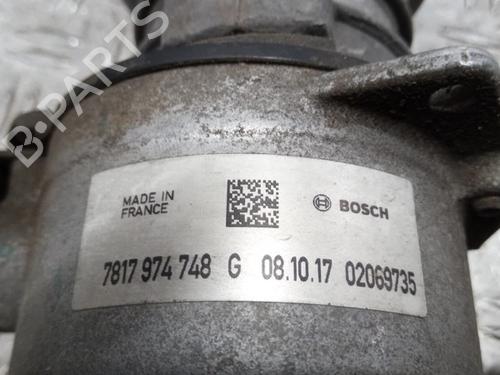 B-PARTS
MADE IN
FRANCE
BOSCH
7817 974 748 G 08.10.17 02069735